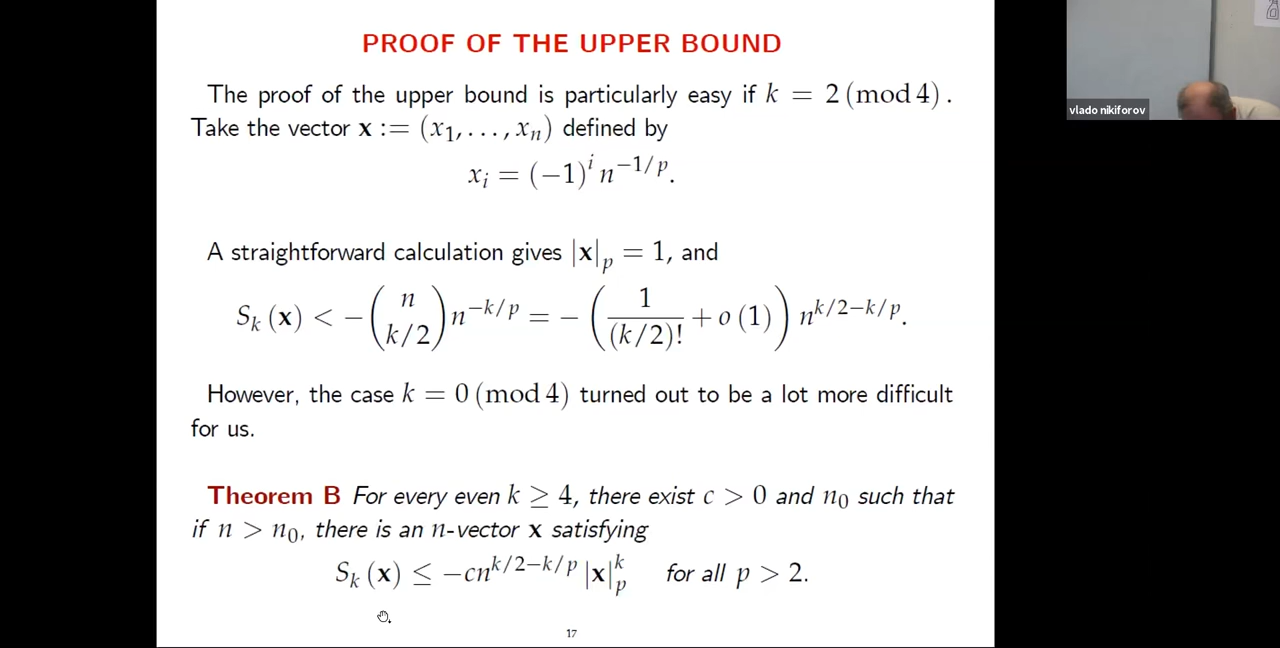 PROOF OF THE UPPER BOUND
The proof of the upper bound is particularly easy if k = 2 (mod 4) .
Take the vector x := (x₁, . . . , xₙ) defined by
xᵢ = (−1)ⁱ n^{−1/p}.
A straightforward calculation gives |x|ₚ = 1, and
Sₖ (x) < − \binom{n}{k/2} n^{−k/p} = − ( \frac{1}{(k/2)!} + o (1) ) n^{k/2−k/p}.
However, the case k = 0 (mod 4) turned out to be a lot more difficult
for us.
Theorem B For every even k ≥ 4, there exist c > 0 and n₀ such that
if n > n₀, there is an n-vector x satisfying
Sₖ (x) ≤ −cn^{k/2−k/p} |x|ₚᵏ for all p > 2.
17
vlado nikiforov